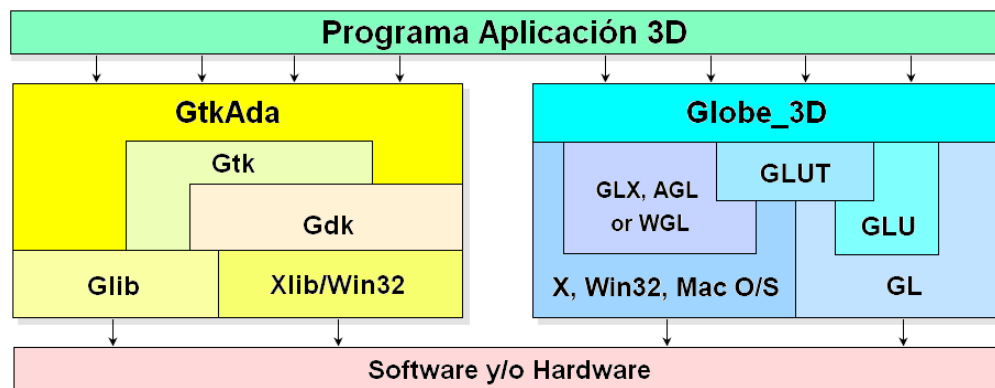 Programa Aplicación 3D
GtkAda
Globe_3D
Gtk
GLUT
GLX, AGL
or WGL
Gdk
GLU
Glib
Xlib/Win32
X, Win32, Mac O/S
GL
Software y/o Hardware